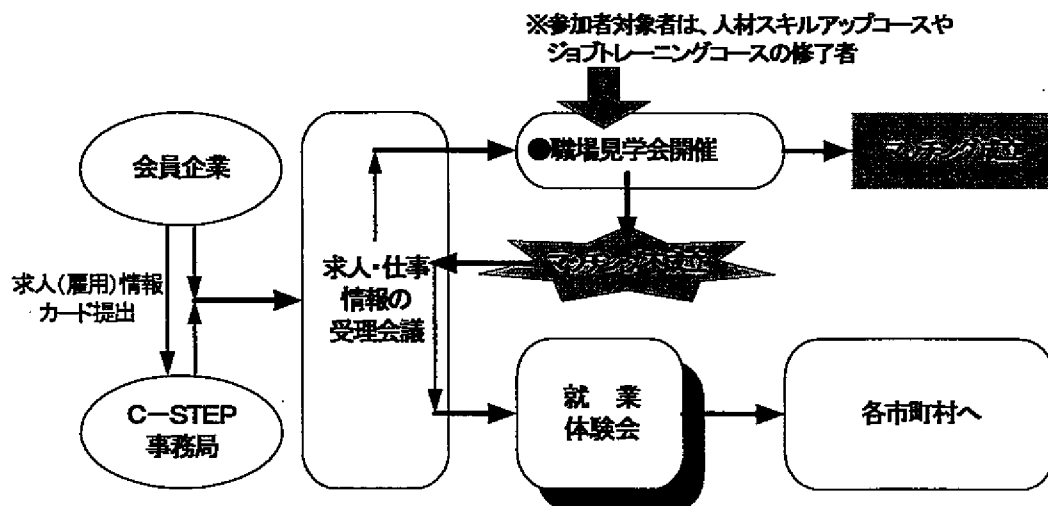 ※参加者対象者は、人材スキルアップコースや
ジョブトレーニングコースの修了者
会員企業
●職場見学会開催
マッチング成立
マッチング不成立
求人(雇用)情報
カード提出
求人・仕事
情報の
受理会議
C－STEP
事務局
就　業
体験会
各市町村へ